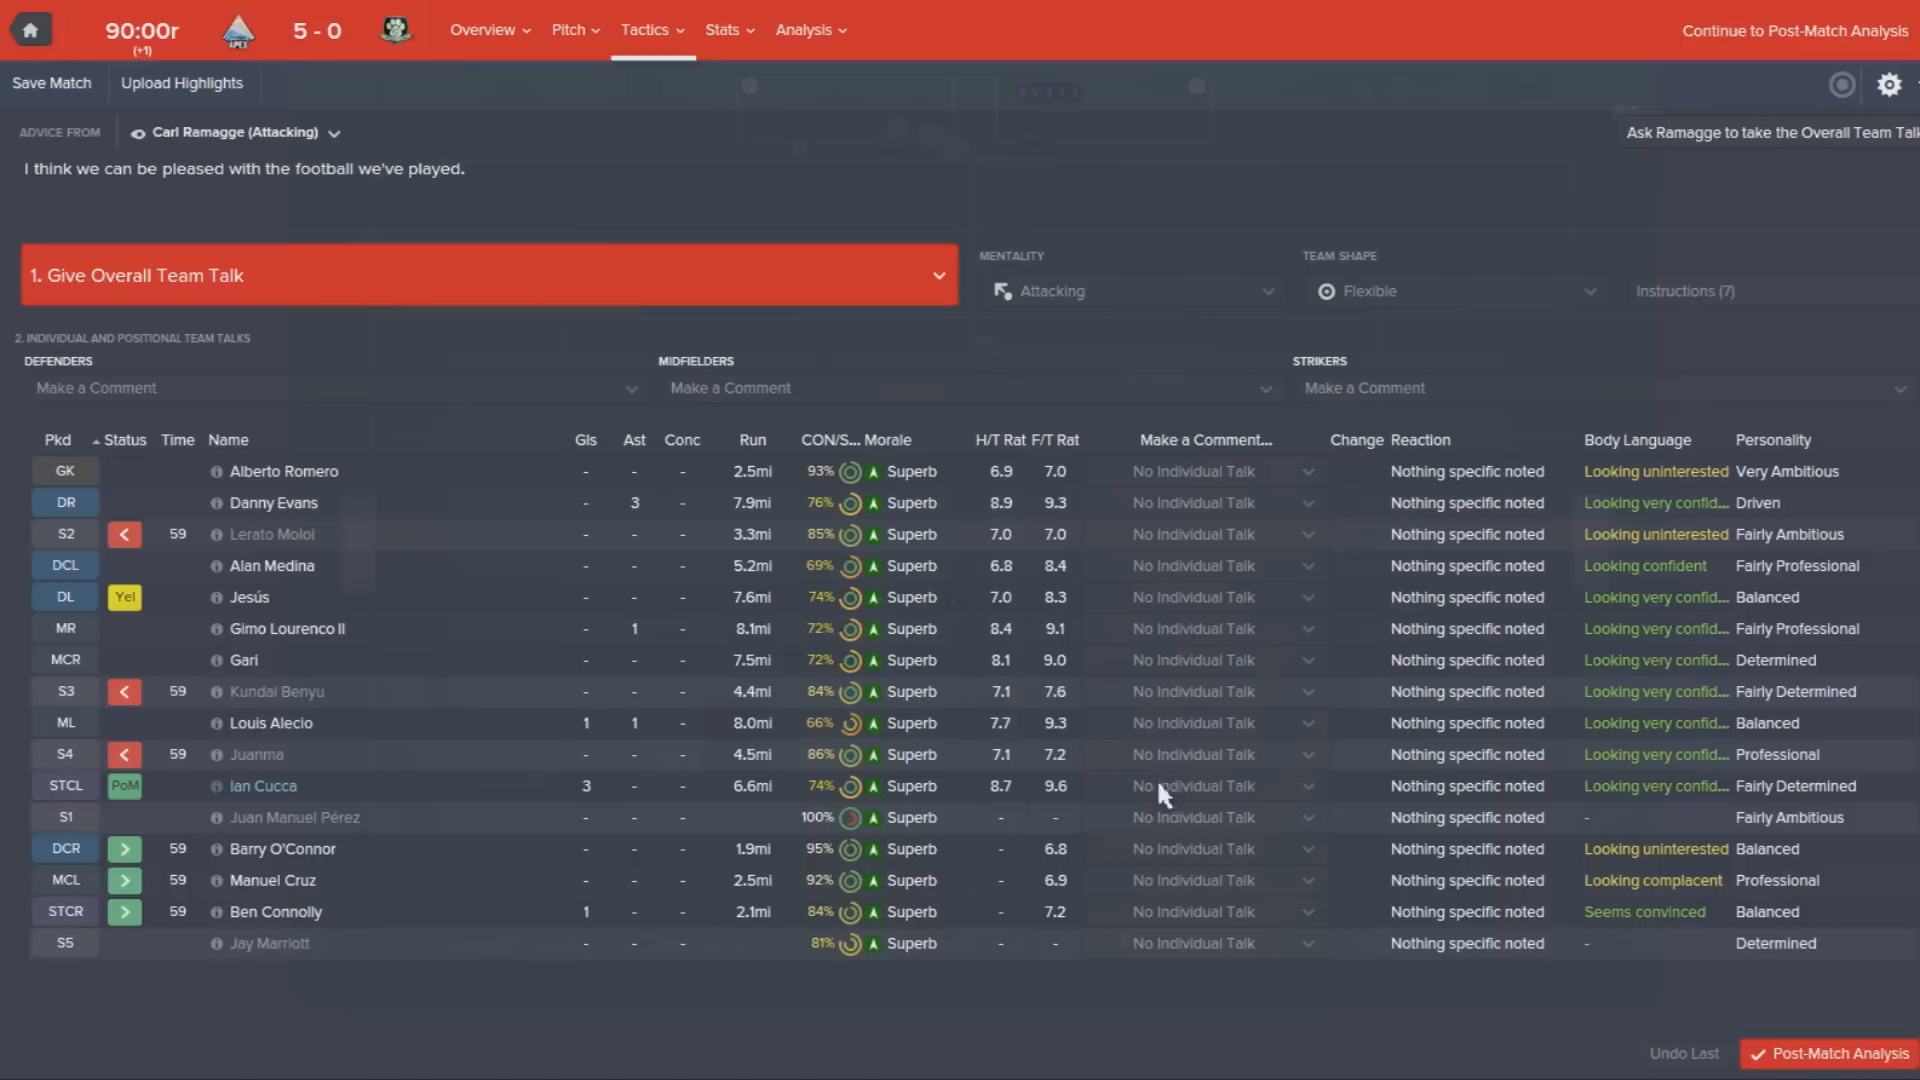 90:00r
(+1)
APEX
5 - 0
Overview
Pitch
Tactics
Stats
Analysis
Continue to Post-Match Analysis
Save Match
Upload Highlights
ADVICE FROM
Carl Ramagge (Attacking)
Ask Ramagge to take the Overall Team Talk
I think we can be pleased with the football we've played.
1. Give Overall Team Talk
MENTALITY
Attacking
TEAM SHAPE
Flexible
Instructions (7)
2. INDIVIDUAL AND POSITIONAL TEAM TALKS
DEFENDERS MIDFIELDERS STRIKERS
Make a Comment Make a Comment Make a Comment
Pkd Status Time Name Gls Ast Conc Run CON/S... Morale H/T Rat F/T Rat Make a Comment... Change Reaction Body Language Personality
GK Alberto Romero - - - 2.5mi 93% Superb 6.9 7.0 No Individual Talk Nothing specific noted Looking uninterested Very Ambitious
DR Danny Evans - 3 - 7.9mi 76% Superb 8.9 9.3 No Individual Talk Nothing specific noted Looking very confid... Driven
S2 59 Lerato Moloi - - - 3.3mi 85% Superb 7.0 7.0 No Individual Talk Nothing specific noted Looking uninterested Fairly Ambitious
DCL Alan Medina - - - 5.2mi 69% Superb 6.8 8.4 No Individual Talk Nothing specific noted Looking confident Fairly Professional
DL Yel Jesús - - - 7.6mi 74% Superb 7.0 8.3 No Individual Talk Nothing specific noted Looking very confid... Balanced
MR Gimo Lourenco II - 1 - 8.1mi 72% Superb 8.4 9.1 No Individual Talk Nothing specific noted Looking very confid... Fairly Professional
MCR Gari - - - 7.5mi 72% Superb 8.1 9.0 No Individual Talk Nothing specific noted Looking very confid... Determined
S3 59 Kundai Benyu - - - 4.4mi 84% Superb 7.1 7.6 No Individual Talk Nothing specific noted Looking very confid... Fairly Determined
ML Louis Alecio 1 1 - 8.0mi 66% Superb 7.7 9.3 No Individual Talk Nothing specific noted Looking very confid... Balanced
S4 59 Juanma - - - 4.5mi 86% Superb 7.1 7.2 No Individual Talk Nothing specific noted Looking very confid... Professional
STCL PoM Ian Cucca 3 - - 6.6mi 74% Superb 8.7 9.6 No Individual Talk Nothing specific noted Looking very confid... Fairly Determined
S1 Juan Manuel Pérez - - - 100% Superb - - No Individual Talk Nothing specific noted - Fairly Ambitious
DCR 59 Barry O'Connor - - - 1.9mi 95% Superb - 6.8 No Individual Talk Nothing specific noted Looking uninterested Balanced
MCL 59 Manuel Cruz - - - 2.5mi 92% Superb - 6.9 No Individual Talk Nothing specific noted Looking complacent Professional
STCR 59 Ben Connolly 1 - - 2.1mi 84% Superb - 7.2 No Individual Talk Nothing specific noted Seems convinced Balanced
S5 Jay Marriott - - - 81% Superb - - No Individual Talk Nothing specific noted - Determined
Undo Last
Post-Match Analysis